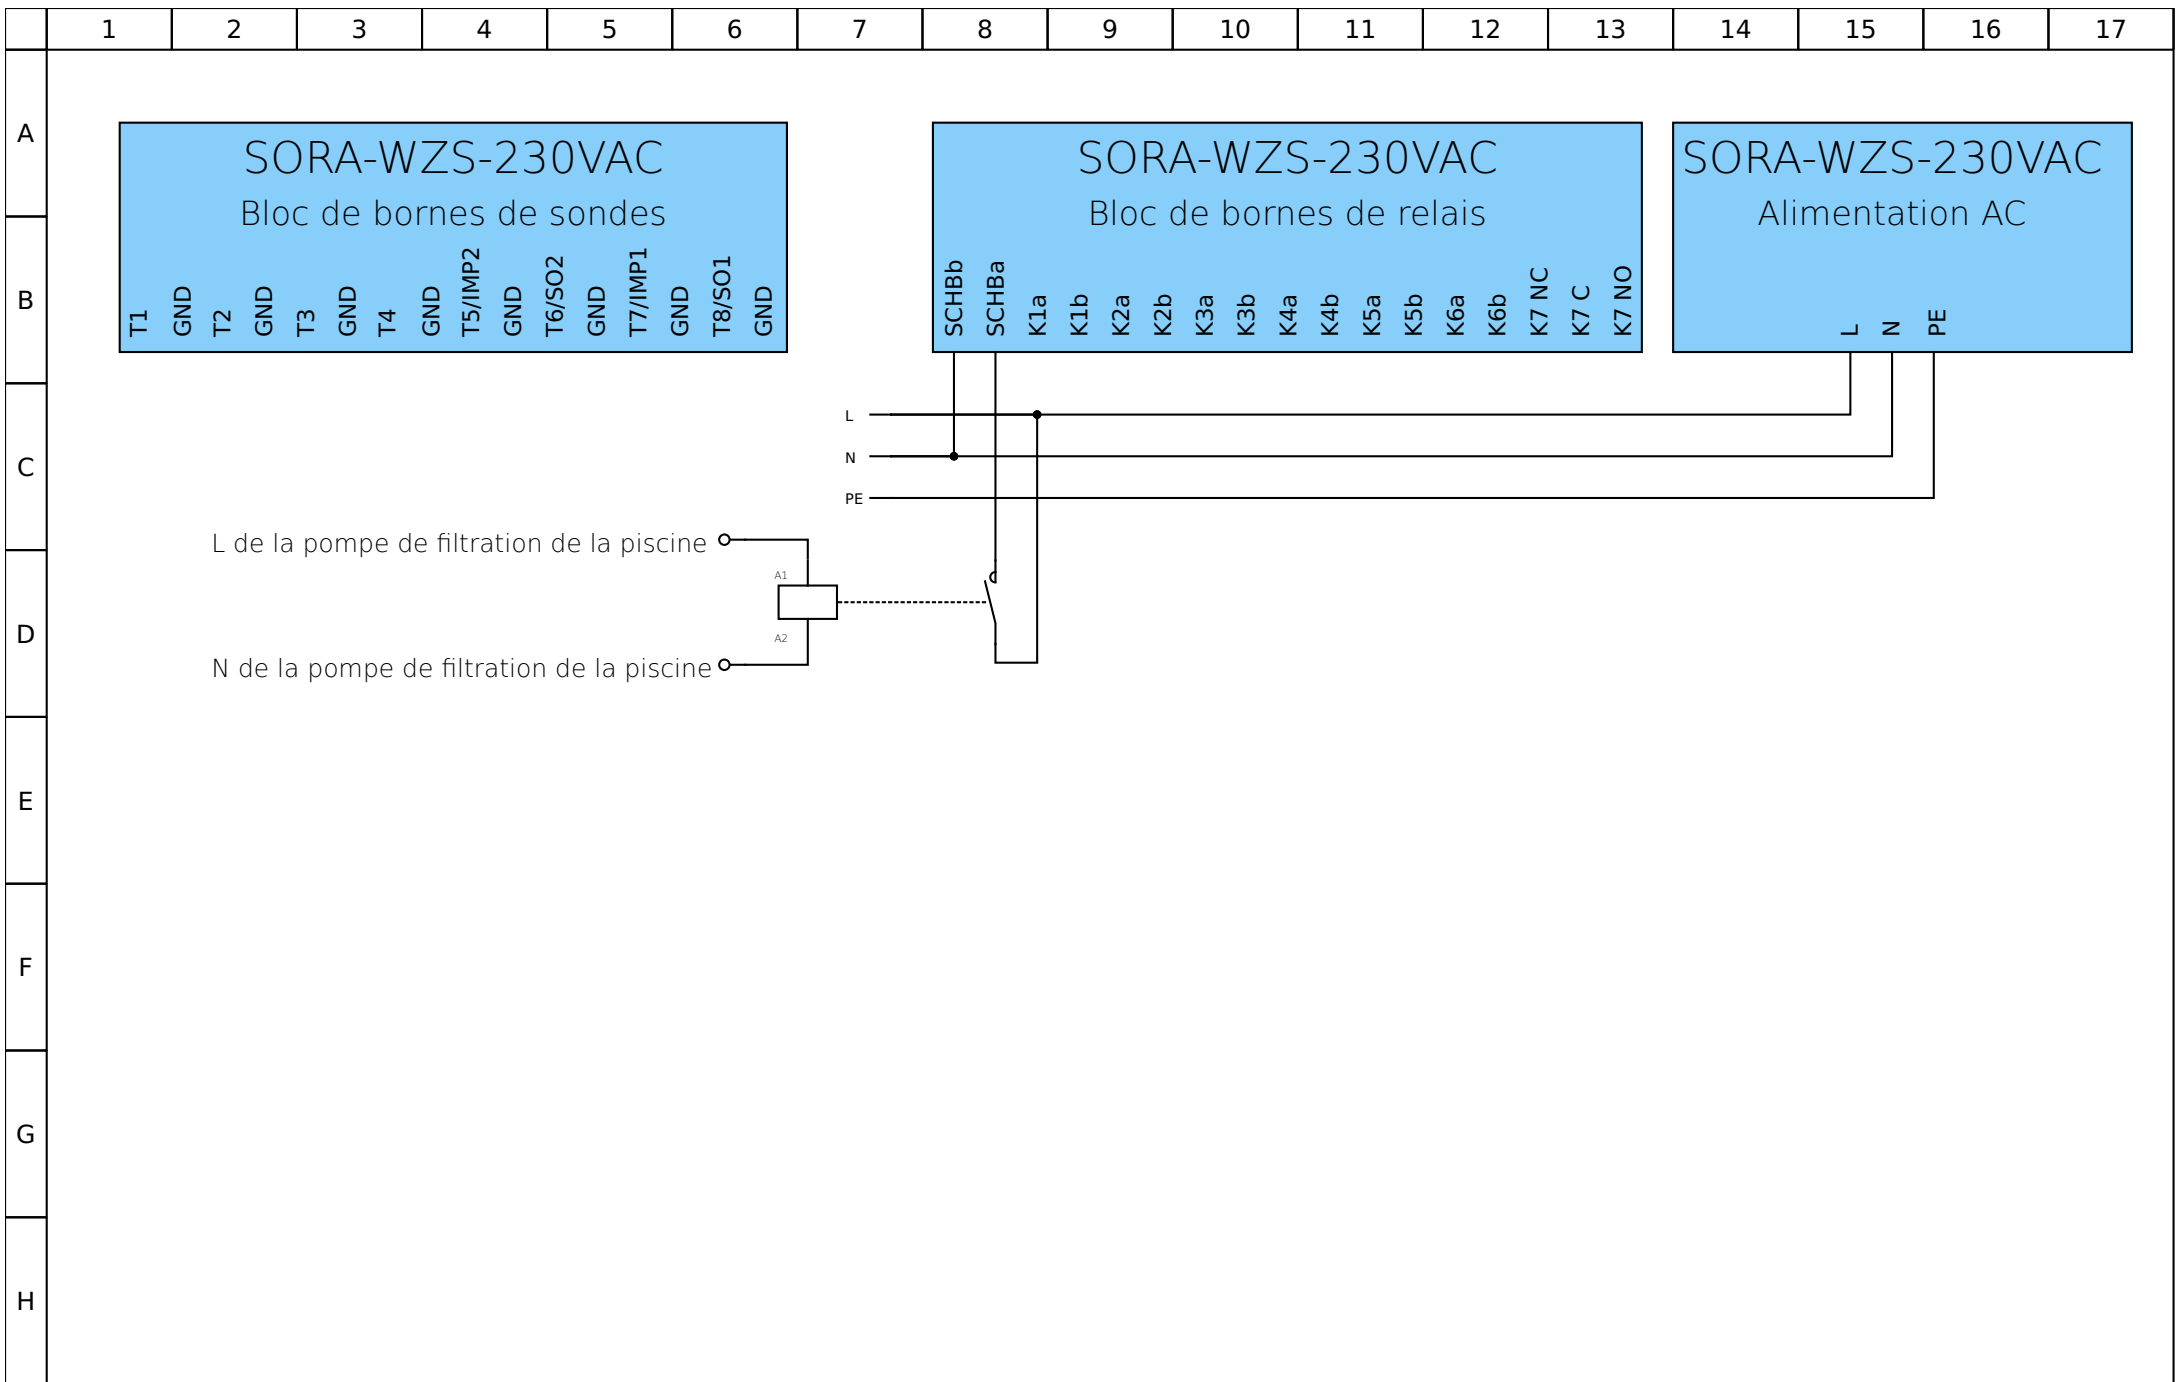 1 2 3 4 5 6 7 8 9 10 11 12 13 14 15 16 17
A
SORA-WZS-230VAC
Bloc de bornes de sondes
T1 GND T2 GND T3 GND T4 GND T5/IMP2 GND T6/SO2 GND T7/IMP1 GND T8/SO1 GND
SORA-WZS-230VAC
Bloc de bornes de relais
SCHBb SCHBa K1a K1b K2a K2b K3a K3b K4a K4b K5a K5b K6a K6b K7 NC K7 C K7 NO
SORA-WZS-230VAC
Alimentation AC
L N PE
B
L
C
N
PE
L de la pompe de filtration de la piscine
A1
D
A2
N de la pompe de filtration de la piscine
E
F
G
H